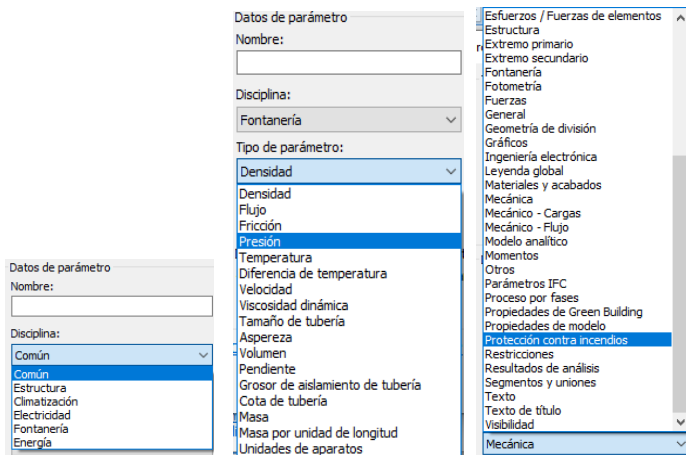 Datos de parámetro
Nombre:
Disciplina:
Común
Común
Estructura
Climatización
Electricidad
Fontanería
Energía
Datos de parámetro
Nombre:
Disciplina:
Fontanería
Tipo de parámetro:
Densidad
Densidad
Flujo
Fricción
Presión
Temperatura
Diferencia de temperatura
Velocidad
Viscosidad dinámica
Tamaño de tubería
Aspereza
Volumen
Pendiente
Grosor de aislamiento de tubería
Cota de tubería
Masa
Masa por unidad de longitud
Unidades de aparatos
Esfuerzos / Fuerzas de elementos
Estructura
Extremo primario
Extremo secundario
Fontanería
Fotometría
Fuerzas
General
Geometría de división
Gráficos
Ingeniería electrónica
Leyenda global
Materiales y acabados
Mecánica
Mecánico - Cargas
Mecánico - Flujo
Modelo analítico
Momentos
Otros
Parámetros IFC
Proceso por fases
Propiedades de Green Building
Propiedades de modelo
Protección contra incendios
Restricciones
Resultados de análisis
Segmentos y uniones
Texto
Texto de título
Visibilidad
Mecánica